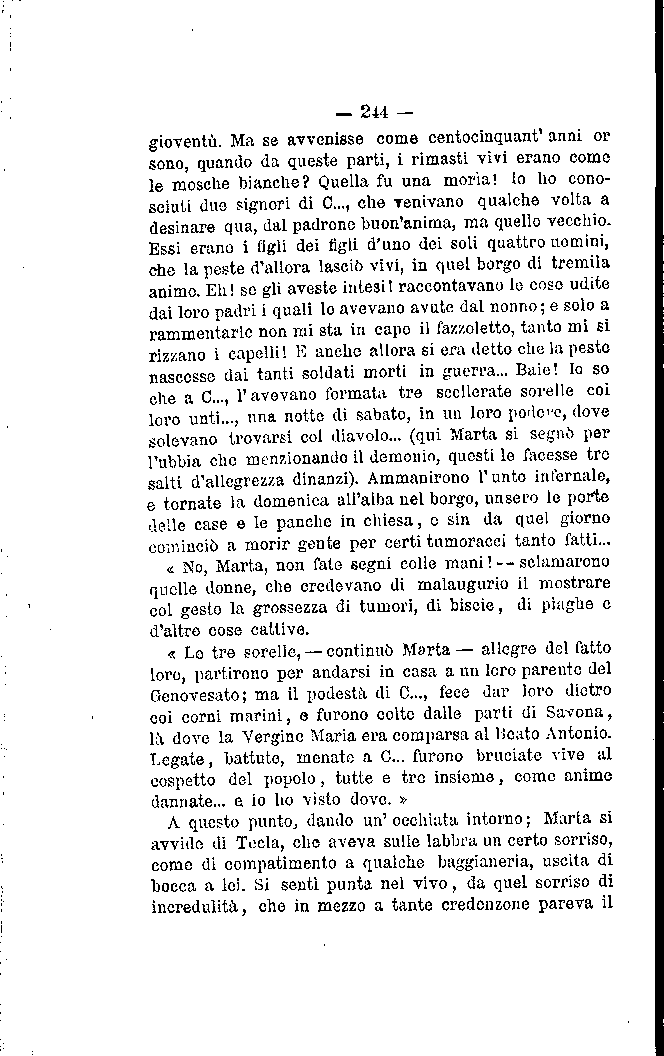 — 244 —
gioventù. Ma se avvenisse come centocinquant' anni or
sono, quando da queste parti, i rimasti vivi erano come
le mosche bianche? Quella fu una moria! Io ho cono-
sciuti due signori di C..., che venivano qualche volta a
desinare qua, dal padrone buon'anima, ma quello vecchio.
Essi erano i figli dei figli d'uno dei soli quattro uomini,
che la peste d'allora lasciò vivi, in quel borgo di tremila
anime. Eh! se gli aveste intesi! raccontavano le cose udite
dai loro padri i quali le avevano avute dal nonno; e solo a
rammentarle non mi sta in capo il fazzoletto, tanto mi si
rizzano i capelli! E anche allora si era detto che la peste
nascesse dai tanti soldati morti in guerra... Baie! Io so
che a C..., l'avevano formata tre scellerate sorelle coi
loro unti..., una notte di sabato, in un loro podere, dove
solevano trovarsi col diavolo... (qui Marta si segnò per
l'ubbia che menzionando il demonio, questi le facesse tre
salti d'allegrezza dinanzi). Ammanirono l'unto infernale,
e tornate la domenica all'alba nel borgo, unsero le porte
delle case e le panche in chiesa, e sin da quel giorno
cominciò a morir gente per certi tumoracci tanto fatti...
« No, Marta, non fate segni colle mani! -- sclamarono
quelle donne, che credevano di malaugurio il mostrare
col gesto la grossezza di tumori, di biscie, di piaghe e
d'altre cose cattive.
« Le tre sorelle, — continuò Marta — allegre del fatto
loro, partirono per andarsi in casa a un loro parente del
Genovesato; ma il podestà di C..., fece dar loro dietro
coi corni marini, e furono colte dalle parti di Savona,
là dove la Vergine Maria era comparsa al Beato Antonio.
Legate, battute, menate a C... furono bruciate vive al
cospetto del popolo, tutte e tre insieme, come anime
dannate... e io ho visto dove. »
A questo punto, dando un' occhiata intorno; Marta si
avvide di Tecla, che aveva sulle labbra un certo sorriso,
come di compatimento a qualche baggianeria, uscita di
bocca a lei. Si sentì punta nel vivo, da quel sorriso di
incredulità, che in mezzo a tante credenzone pareva il